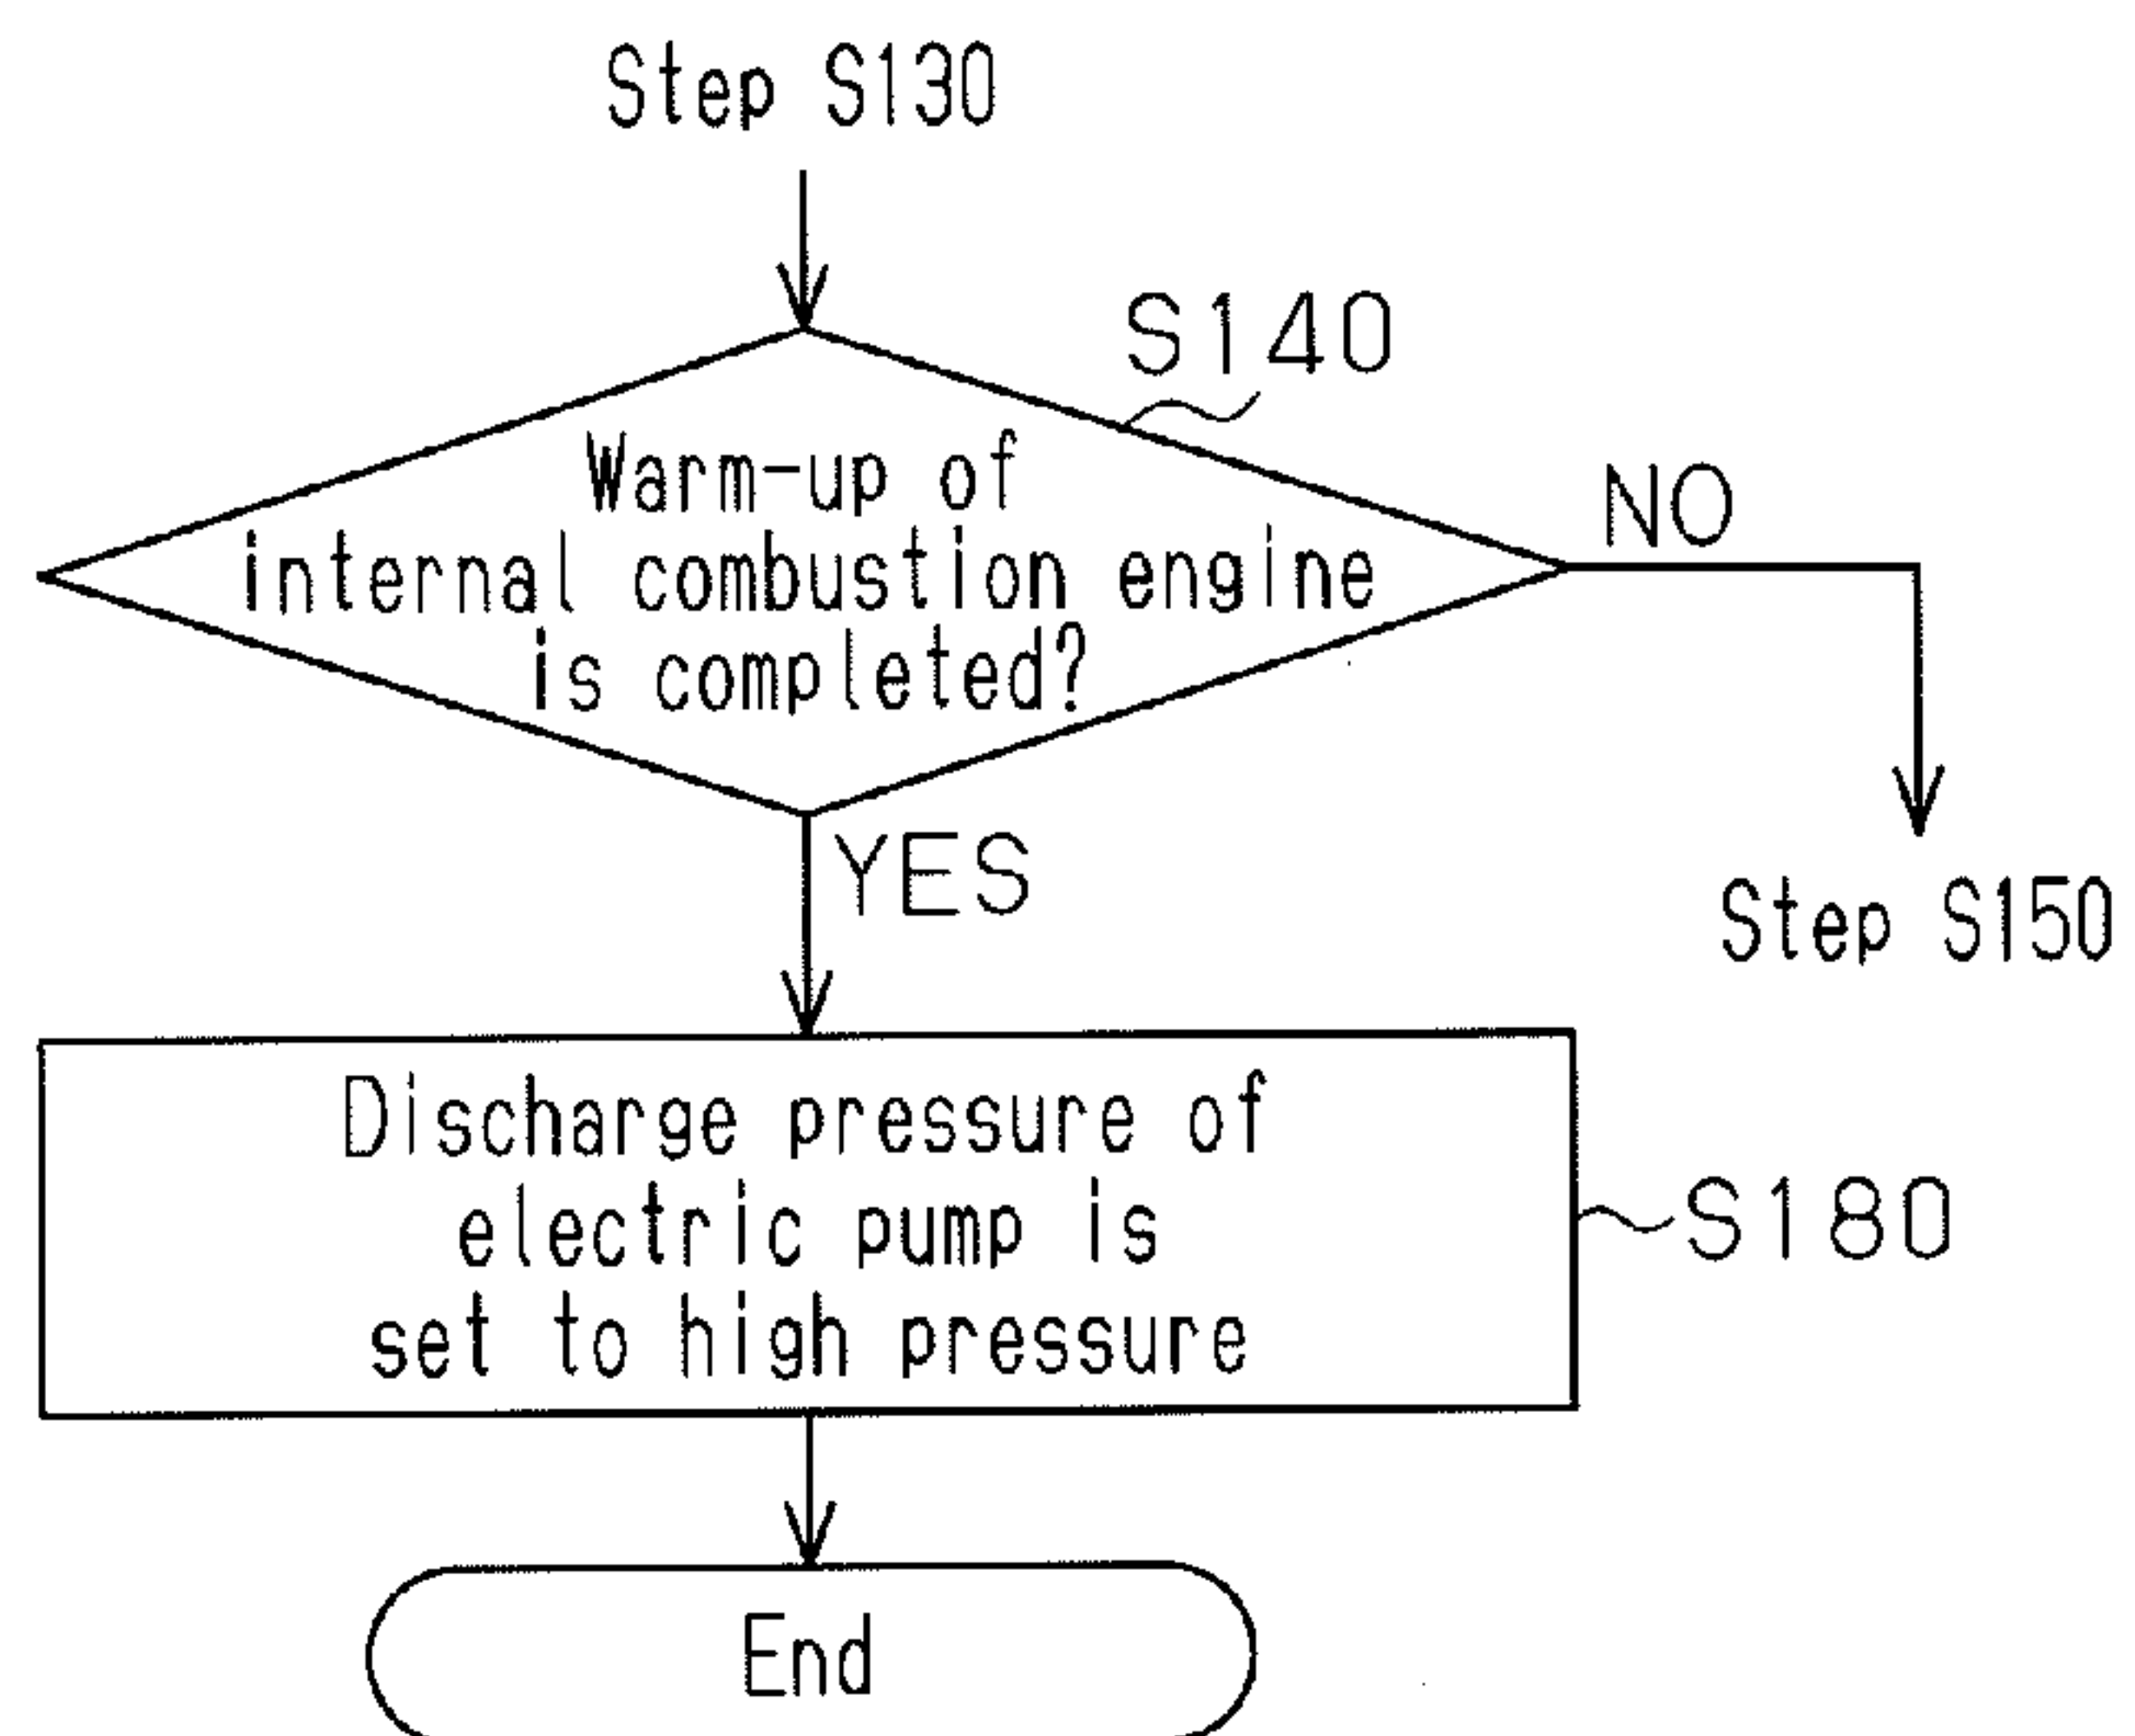 Step S130
S140
Warm-up of
internal combustion engine
is completed?
NO
YES
Step S150
Discharge pressure of
electric pump is
set to high pressure
S180
End